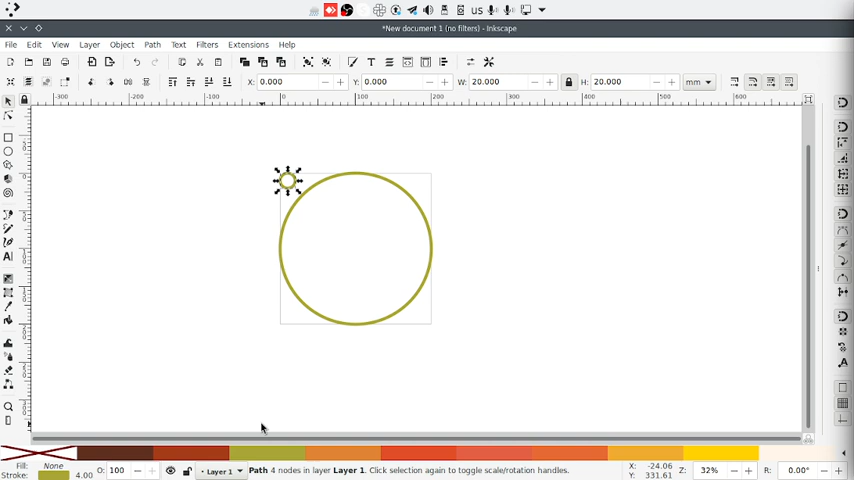 us
*New document 1 (no filters) - Inkscape
File Edit View Layer Object Path Text Filters Extensions Help
X: 0.000 Y: 0.000 W: 20.000 H: 20.000 mm
-300 -200 -100 0 100 200 300 400 500 600
Fill: None O: 100 Layer 1 Path 4 nodes in layer Layer 1. Click selection again to toggle scale/rotation handles. X: -24.06 Z: 32% R: 0.00°
Stroke: 4.00 Y: 331.61